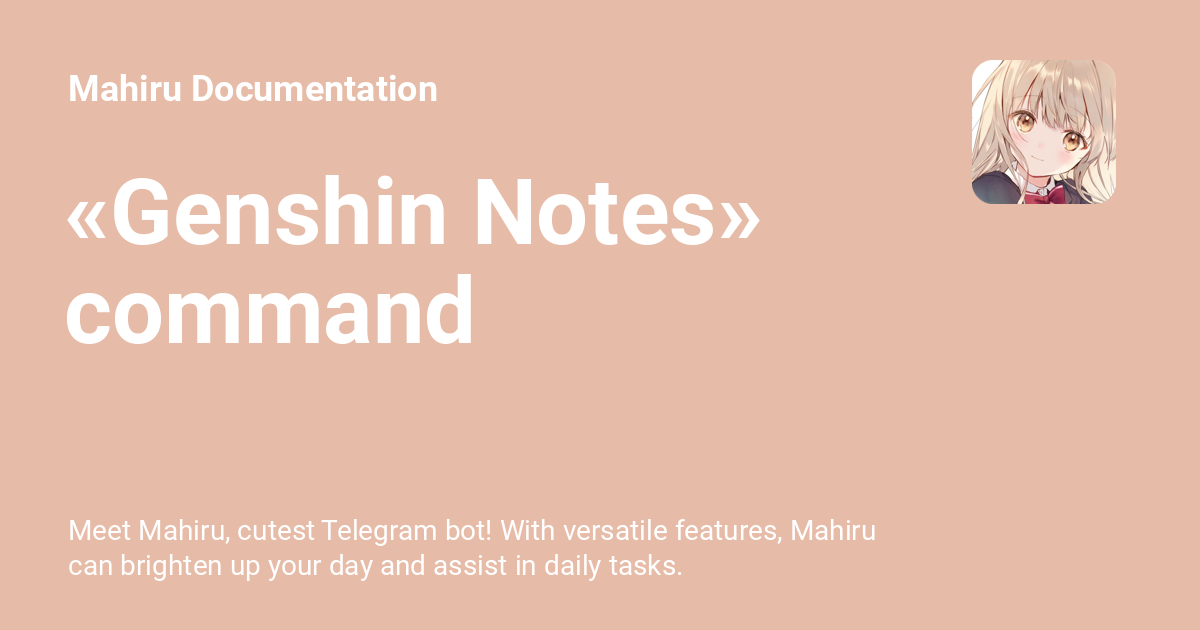 Mahiru Documentation
«Genshin Notes»
command
Meet Mahiru, cutest Telegram bot! With versatile features, Mahiru
can brighten up your day and assist in daily tasks.